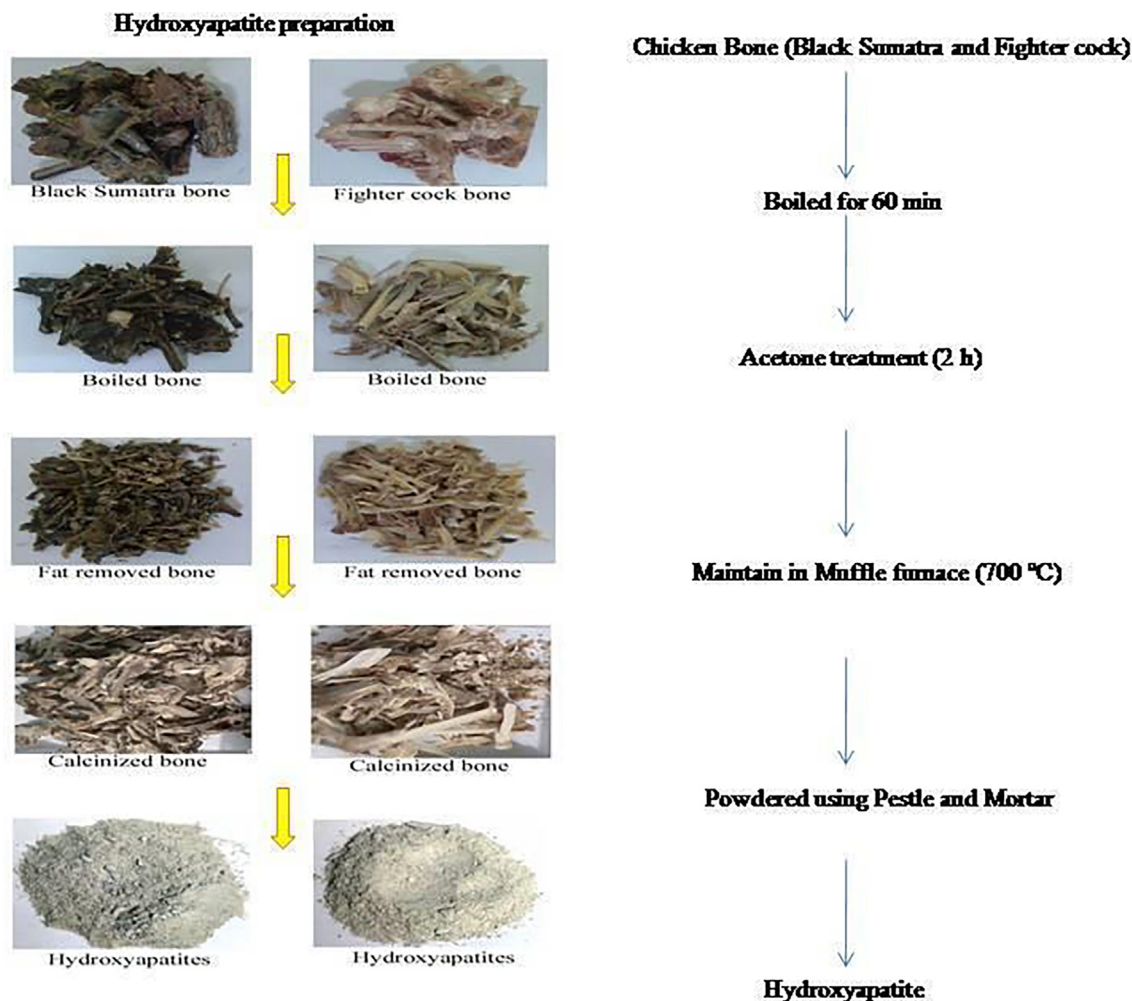 Hydroxyapatite preparation
Black Sumatra bone
Fighter cock bone
Boiled bone
Boiled bone
Fat removed bone
Fat removed bone
Calcinized bone
Calcinized bone
Hydroxyapatites
Hydroxyapatites
Chicken Bone (Black Sumatra and Fighter cock)
Boiled for 60 min
Acetone treatment (2 h)
Maintain in Muffle furnace (700 °C)
Powdered using Pestle and Mortar
Hydroxyapatite